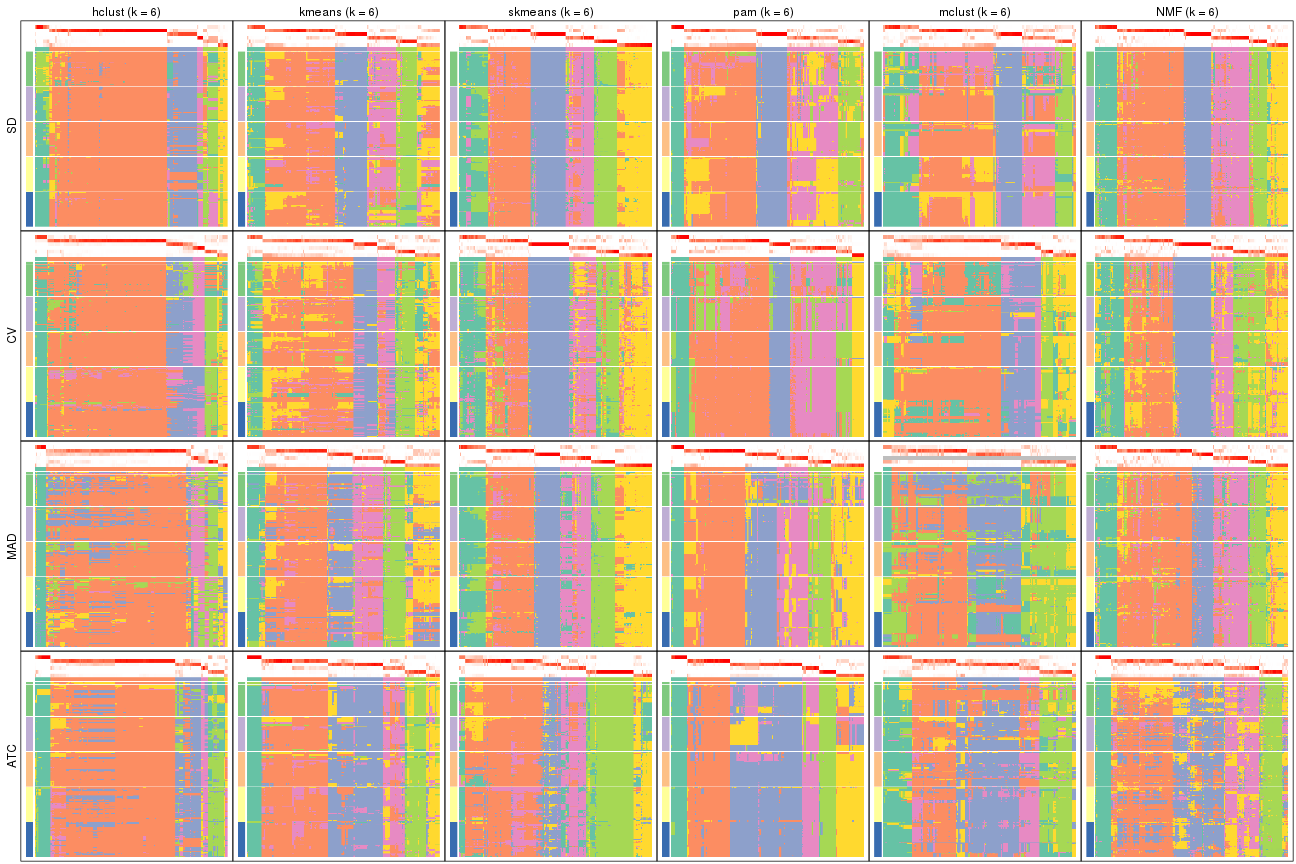 hclust (k = 6)
kmeans (k = 6)
skmeans (k = 6)
pam (k = 6)
mclust (k = 6)
NMF (k = 6)
SD
CV
MAD
ATC